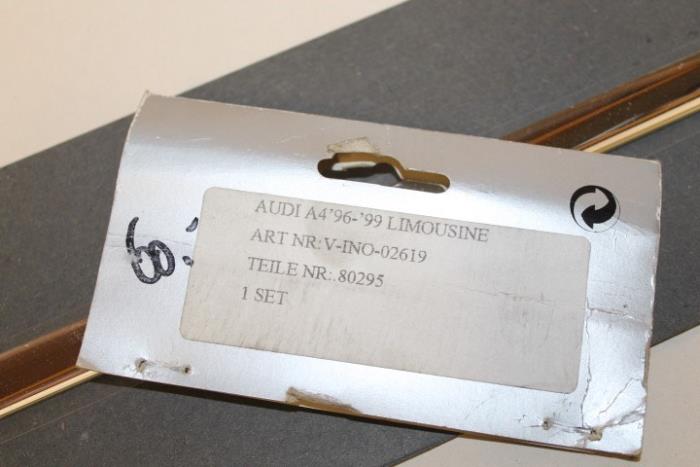 AUDI A4'96-'99 LIMOUSINE
ART NR:V-INO-02619
TEILE NR:.80295
1 SET